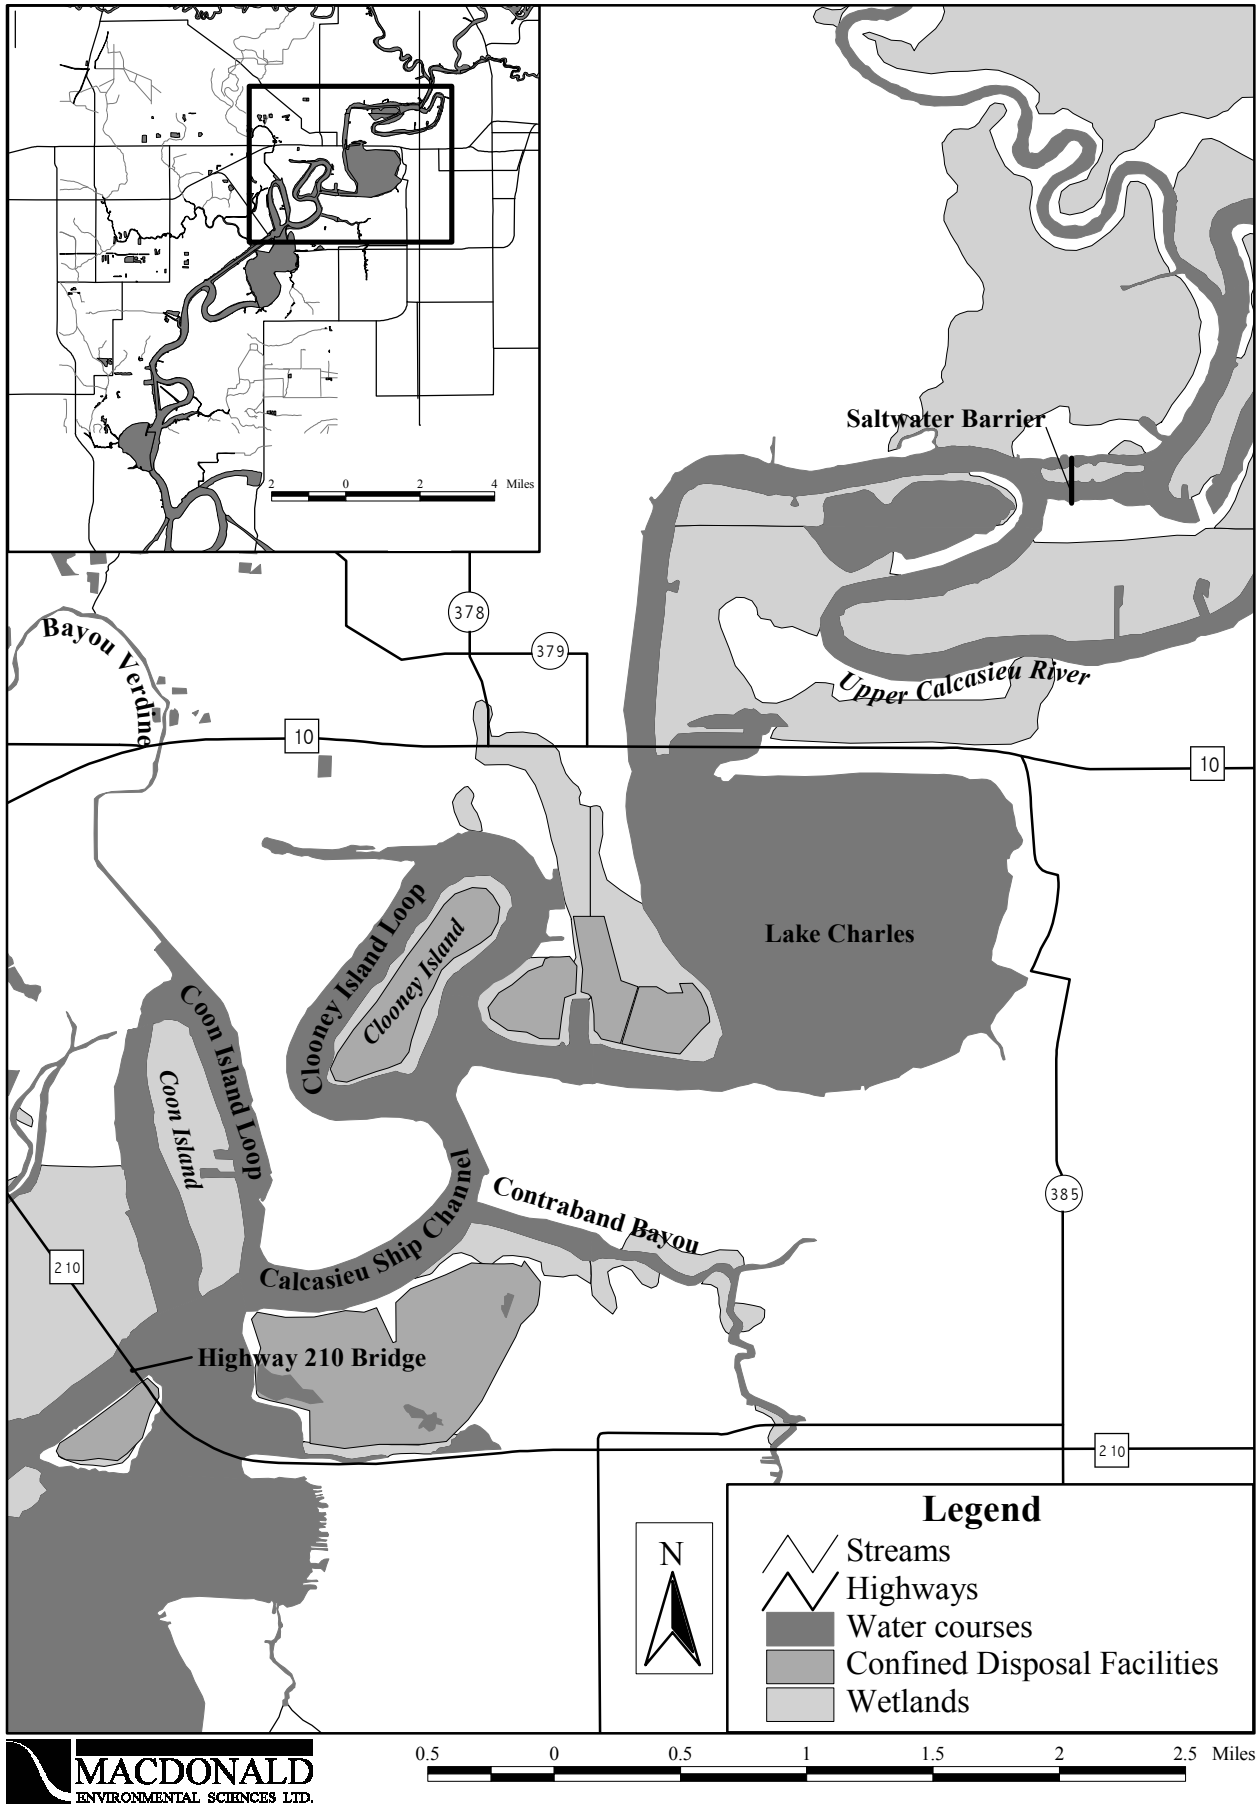 2 0 2 4 Miles
Saltwater Barrier
378
379
Bayou Verdine
Upper Calcasieu River
10
10
Clooney Island Loop
Clooney Island
Lake Charles
Coon Island Loop
Coon Island
Calcasieu Ship Channel
Contraband Bayou
385
210
Highway 210 Bridge
210
Legend
Streams
Highways
Water courses
Confined Disposal Facilities
Wetlands
N
0.5 0 0.5 1 1.5 2 2.5 Miles
MACDONALD
ENVIRONMENTAL SCIENCES LTD.